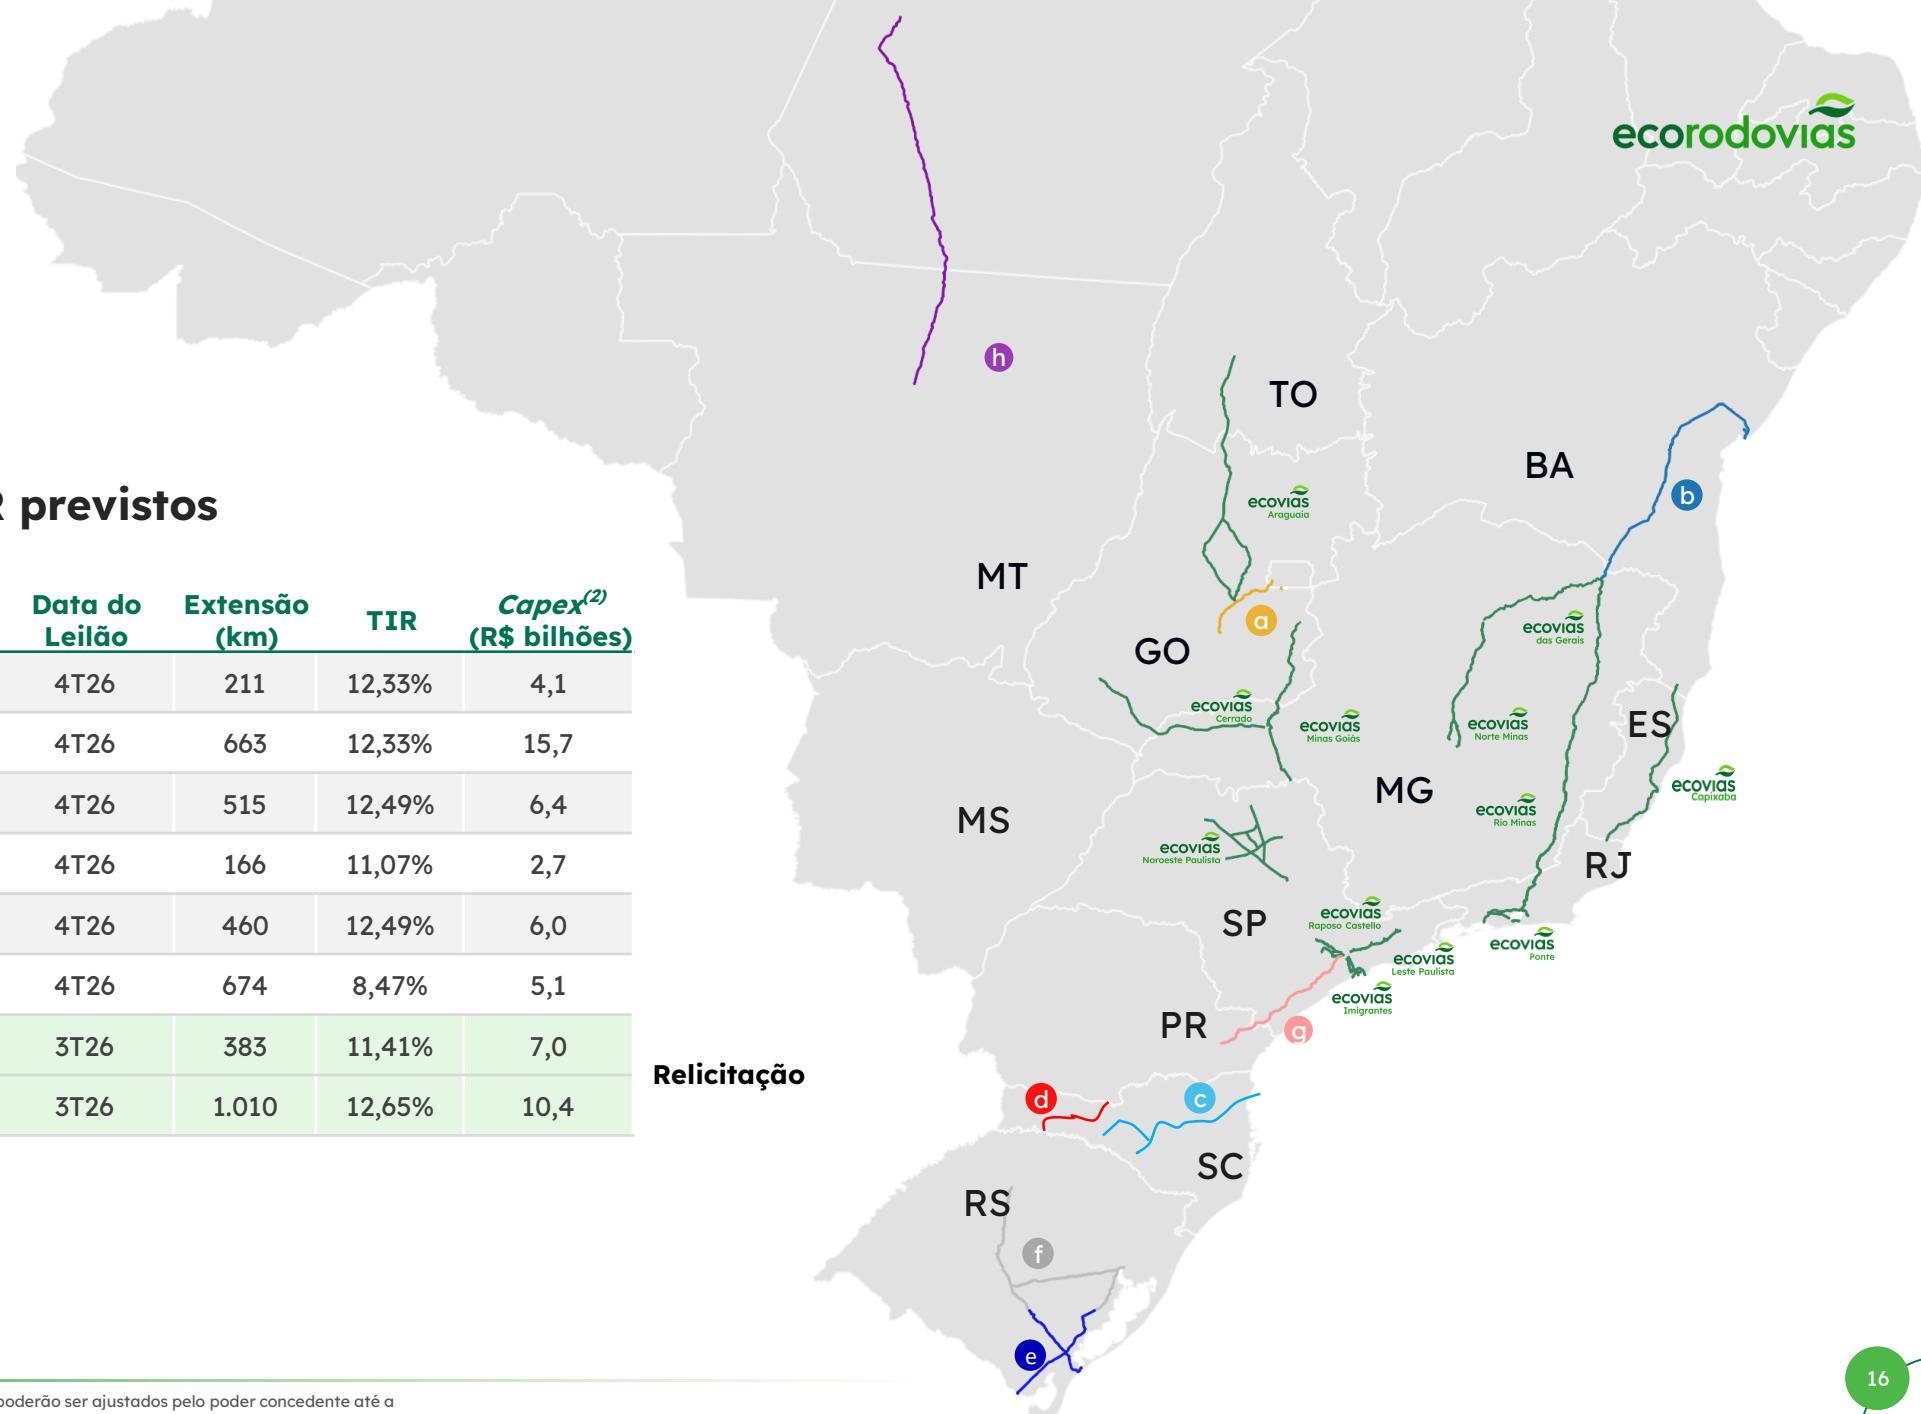 ecorodovias
h
TO
BA
b
ecovias
Araguaia
R previstos
MT
Data do Leilão
Extensão (km)
TIR
Capex(2) (R$ bilhões)
a
GO
ecovias
das Gerais
4T26 211 12,33% 4,1
4T26 663 12,33% 15,7
4T26 515 12,49% 6,4
4T26 166 11,07% 2,7
4T26 460 12,49% 6,0
4T26 674 8,47% 5,1
3T26 383 11,41% 7,0
3T26 1.010 12,65% 10,4
Relicitação
ecovias
Cerrado
ecovias
Minas Goiás
ecovias
Norte Minas
ES
MG
ecovias
Capixaba
MS
ecovias
Rio Minas
ecovias
Noroeste Paulista
RJ
SP
ecovias
Raposo Castello
ecovias
Ponte
ecovias
Leste Paulista
ecovias
Imigrantes
PR
g
d
c
SC
RS
f
e
poderão ser ajustados pelo poder concedente até a
16